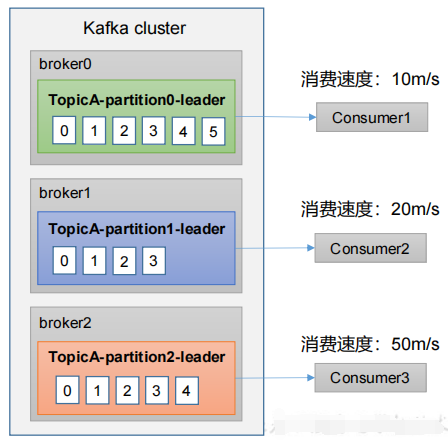 Kafka cluster
broker0
TopicA-partition0-leader
0 1 2 3 4 5
消费速度：10m/s
Consumer1
broker1
TopicA-partition1-leader
0 1 2 3
消费速度：20m/s
Consumer2
broker2
TopicA-partition2-leader
0 1 2 3 4
消费速度：50m/s
Consumer3